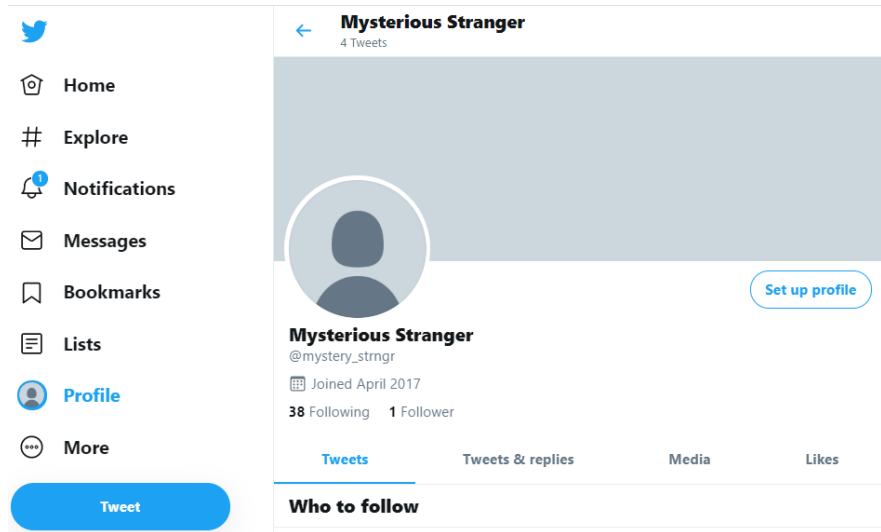 Home
Explore
1
Notifications
Messages
Bookmarks
Lists
Profile
More
Tweet
Mysterious Stranger
4 Tweets
Set up profile
Mysterious Stranger
@mystery_strngr
Joined April 2017
38 Following 1 Follower
Tweets Tweets & replies Media Likes
Who to follow